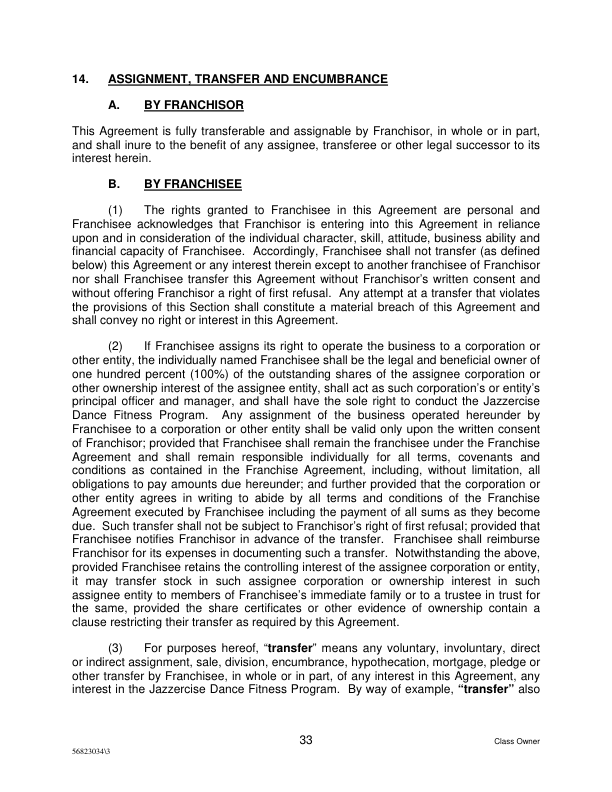 14. ASSIGNMENT, TRANSFER AND ENCUMBRANCE
A. BY FRANCHISOR
This Agreement is fully transferable and assignable by Franchisor, in whole or in part,
and shall inure to the benefit of any assignee, transferee or other legal successor to its
interest herein.
B. BY FRANCHISEE
(1) The rights granted to Franchisee in this Agreement are personal and
Franchisee acknowledges that Franchisor is entering into this Agreement in reliance
upon and in consideration of the individual character, skill, attitude, business ability and
financial capacity of Franchisee. Accordingly, Franchisee shall not transfer (as defined
below) this Agreement or any interest therein except to another franchisee of Franchisor
nor shall Franchisee transfer this Agreement without Franchisor's written consent and
without offering Franchisor a right of first refusal. Any attempt at a transfer that violates
the provisions of this Section shall constitute a material breach of this Agreement and
shall convey no right or interest in this Agreement.
(2) If Franchisee assigns its right to operate the business to a corporation or
other entity, the individually named Franchisee shall be the legal and beneficial owner of
one hundred percent (100%) of the outstanding shares of the assignee corporation or
other ownership interest of the assignee entity, shall act as such corporation's or entity's
principal officer and manager, and shall have the sole right to conduct the Jazzercise
Dance Fitness Program. Any assignment of the business operated hereunder by
Franchisee to a corporation or other entity shall be valid only upon the written consent
of Franchisor; provided that Franchisee shall remain the franchisee under the Franchise
Agreement and shall remain responsible individually for all terms, covenants and
conditions as contained in the Franchise Agreement, including, without limitation, all
obligations to pay amounts due hereunder; and further provided that the corporation or
other entity agrees in writing to abide by all terms and conditions of the Franchise
Agreement executed by Franchisee including the payment of all sums as they become
due. Such transfer shall not be subject to Franchisor's right of first refusal; provided that
Franchisee notifies Franchisor in advance of the transfer. Franchisee shall reimburse
Franchisor for its expenses in documenting such a transfer. Notwithstanding the above,
provided Franchisee retains the controlling interest of the assignee corporation or entity,
it may transfer stock in such assignee corporation or ownership interest in such
assignee entity to members of Franchisee's immediate family or to a trustee in trust for
the same, provided the share certificates or other evidence of ownership contain a
clause restricting their transfer as required by this Agreement.
(3) For purposes hereof, "transfer" means any voluntary, involuntary, direct
or indirect assignment, sale, division, encumbrance, hypothecation, mortgage, pledge or
other transfer by Franchisee, in whole or in part, of any interest in this Agreement, any
interest in the Jazzercise Dance Fitness Program. By way of example, "transfer" also
33
Class Owner
56823034\3